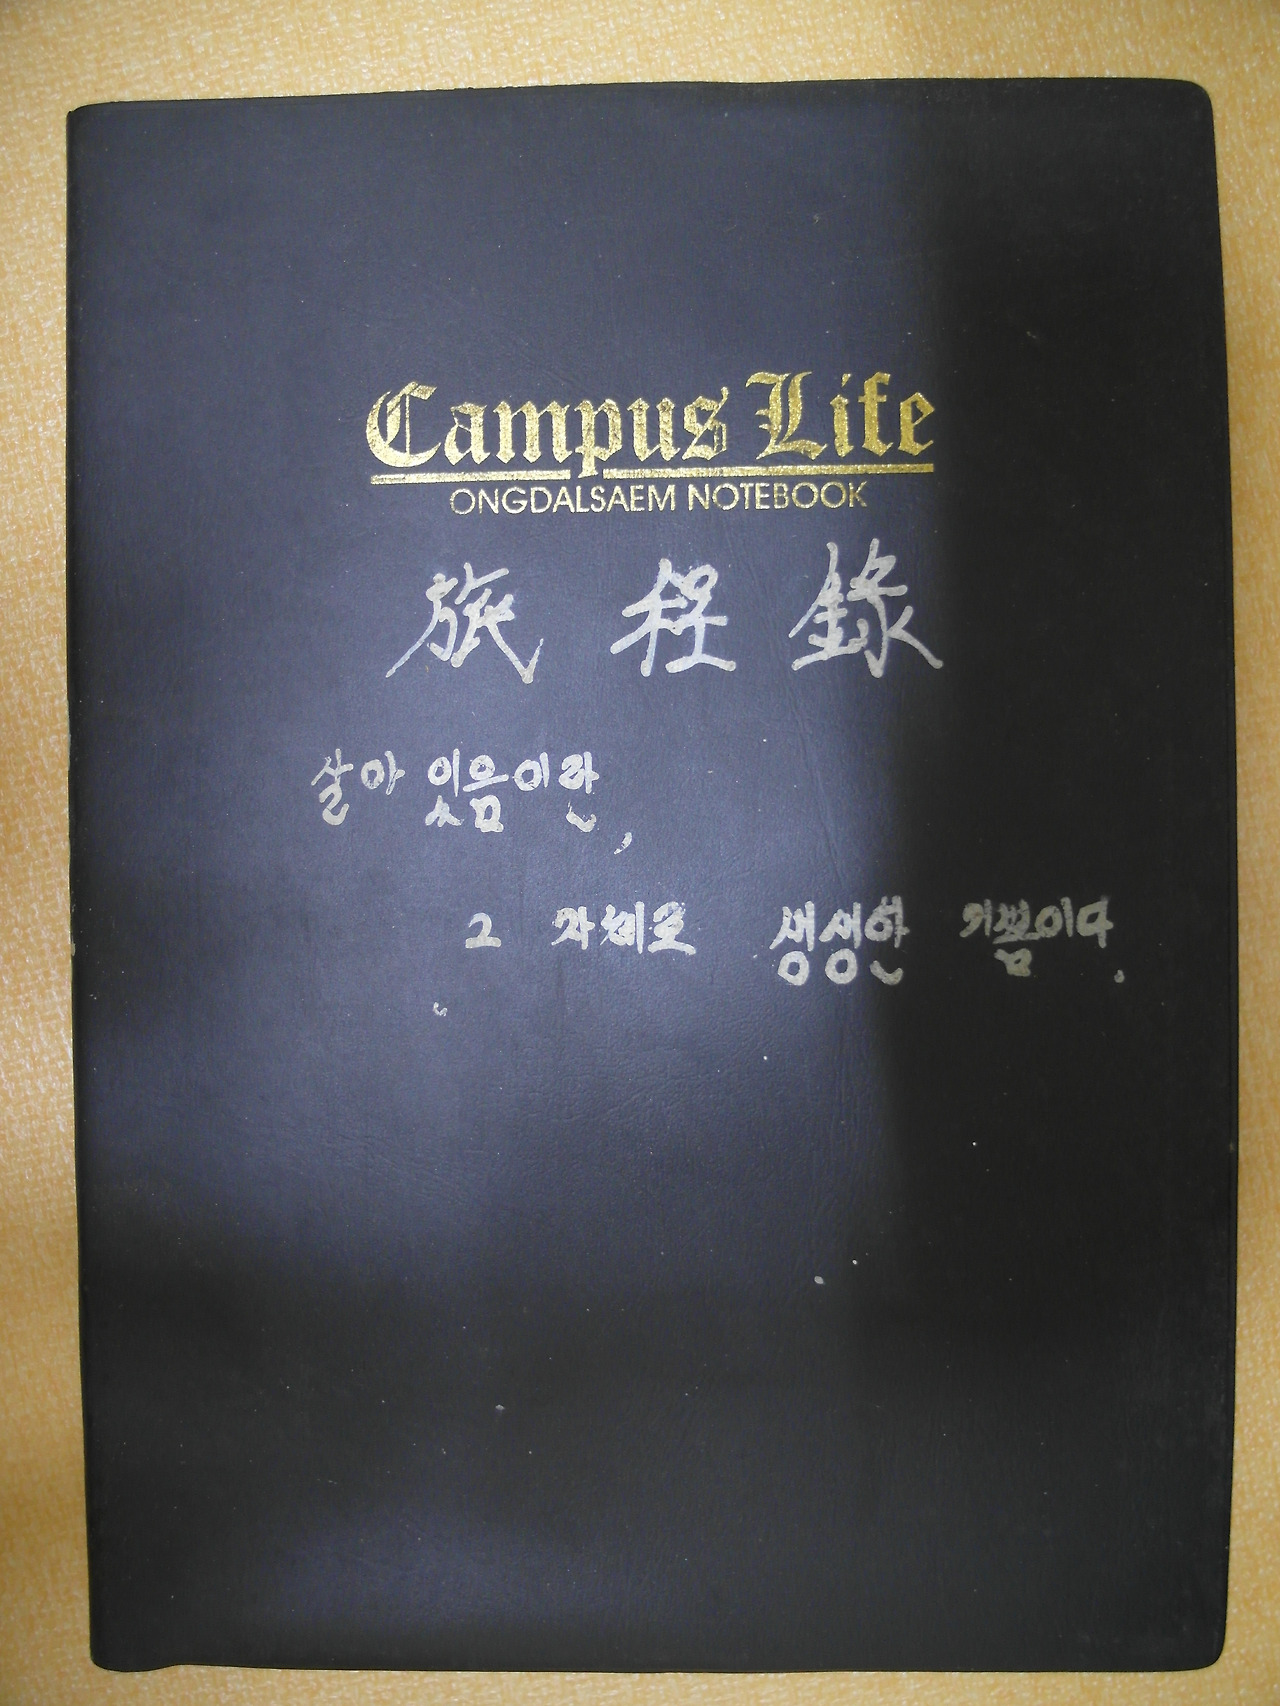 Campus Life
ONGDALSAEM NOTEBOOK
旅程錄
살아 있음이란,
그 자체로 생생한 기쁨이다.